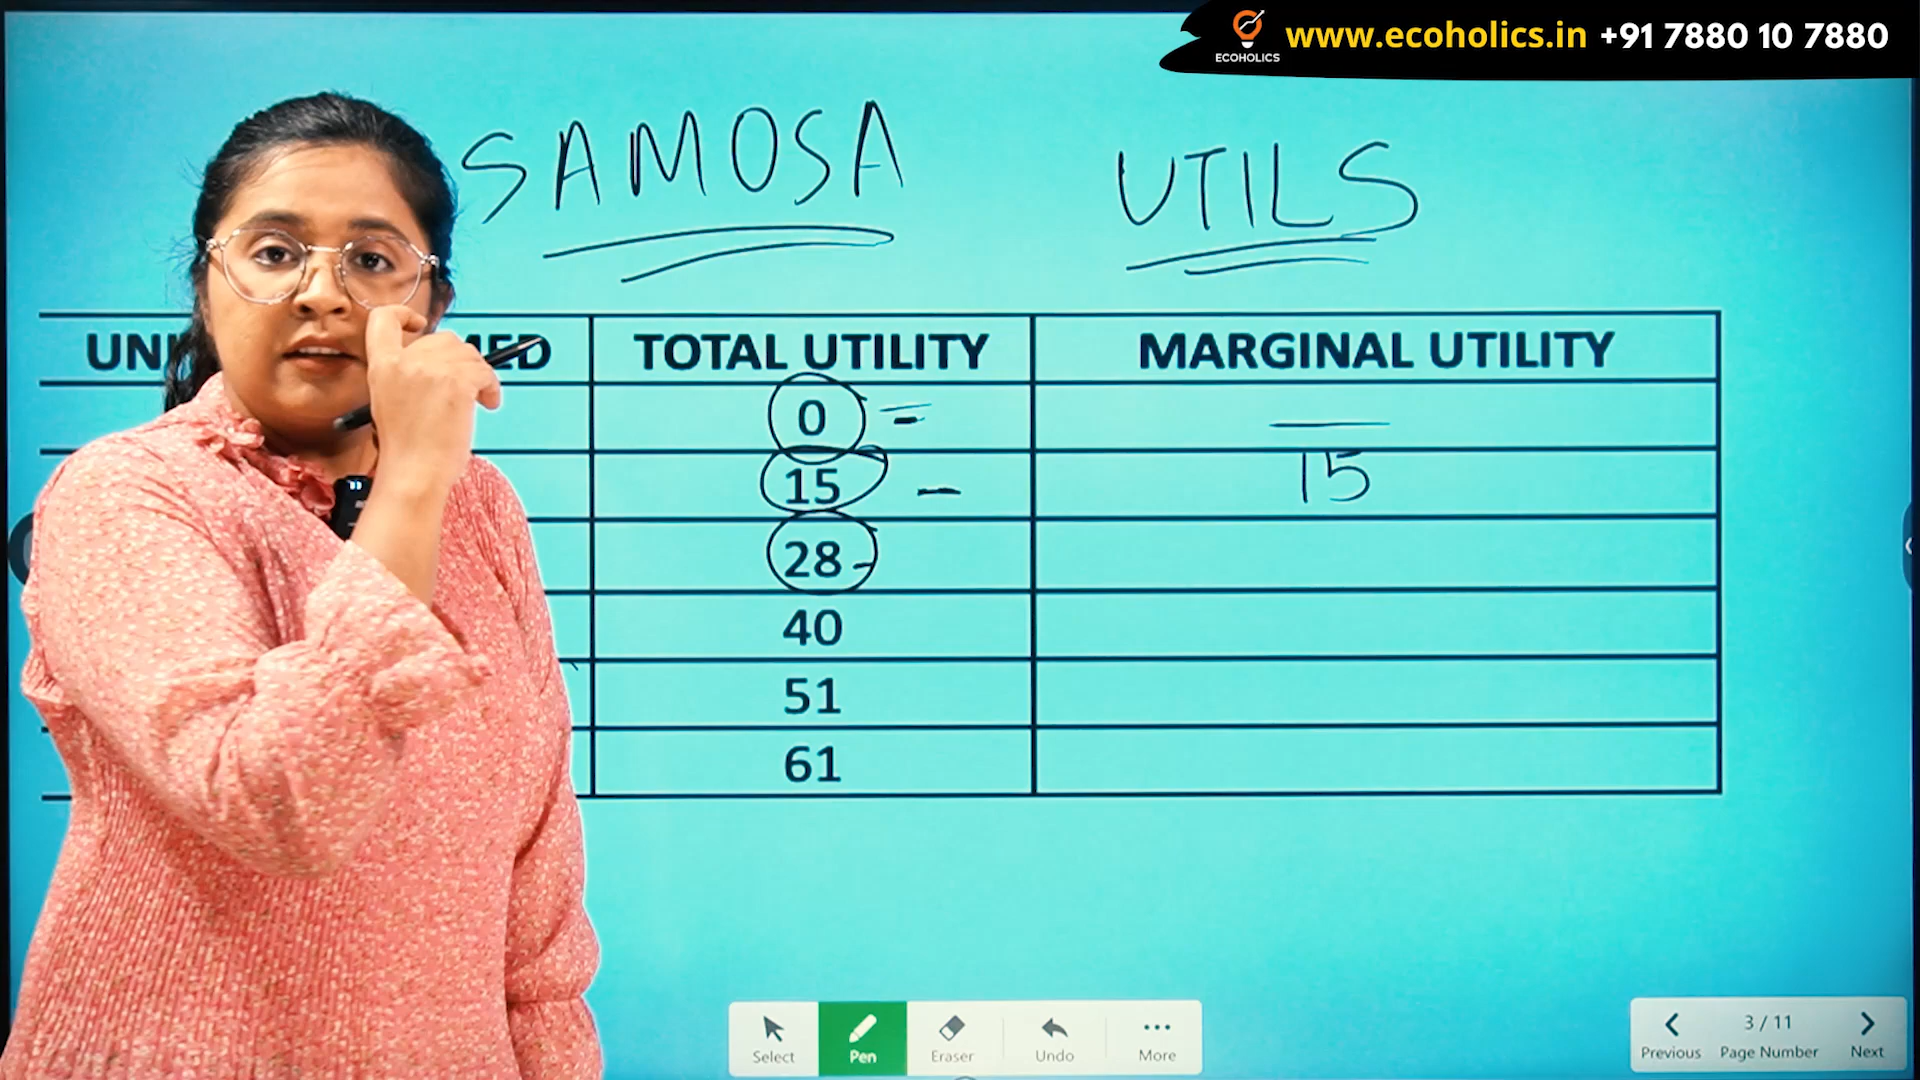 ECOHOLICS
www.ecoholics.in +91 7880 10 7880
SAMOSA
UTILS
TOTAL UTILITY
MARGINAL UTILITY
0
15
15
28
40
51
61
Select
Pen
Eraser
Undo
More
3 / 11
Previous
Page Number
Next